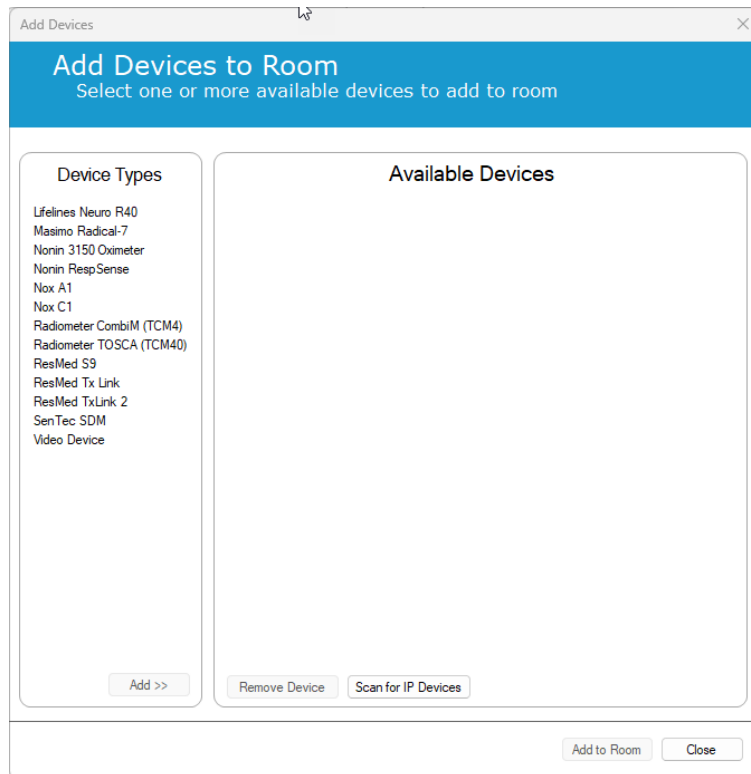 Add Devices
Add Devices to Room
Select one or more available devices to add to room
Device Types
Lifelines Neuro R40
Masimo Radical-7
Nonin 3150 Oximeter
Nonin RespSense
Nox A1
Nox C1
Radiometer CombiM (TCM4)
Radiometer TOSCA (TCM40)
ResMed S9
ResMed Tx Link
ResMed TxLink 2
SenTec SDM
Video Device
Add >>
Available Devices
Remove Device
Scan for IP Devices
Add to Room
Close